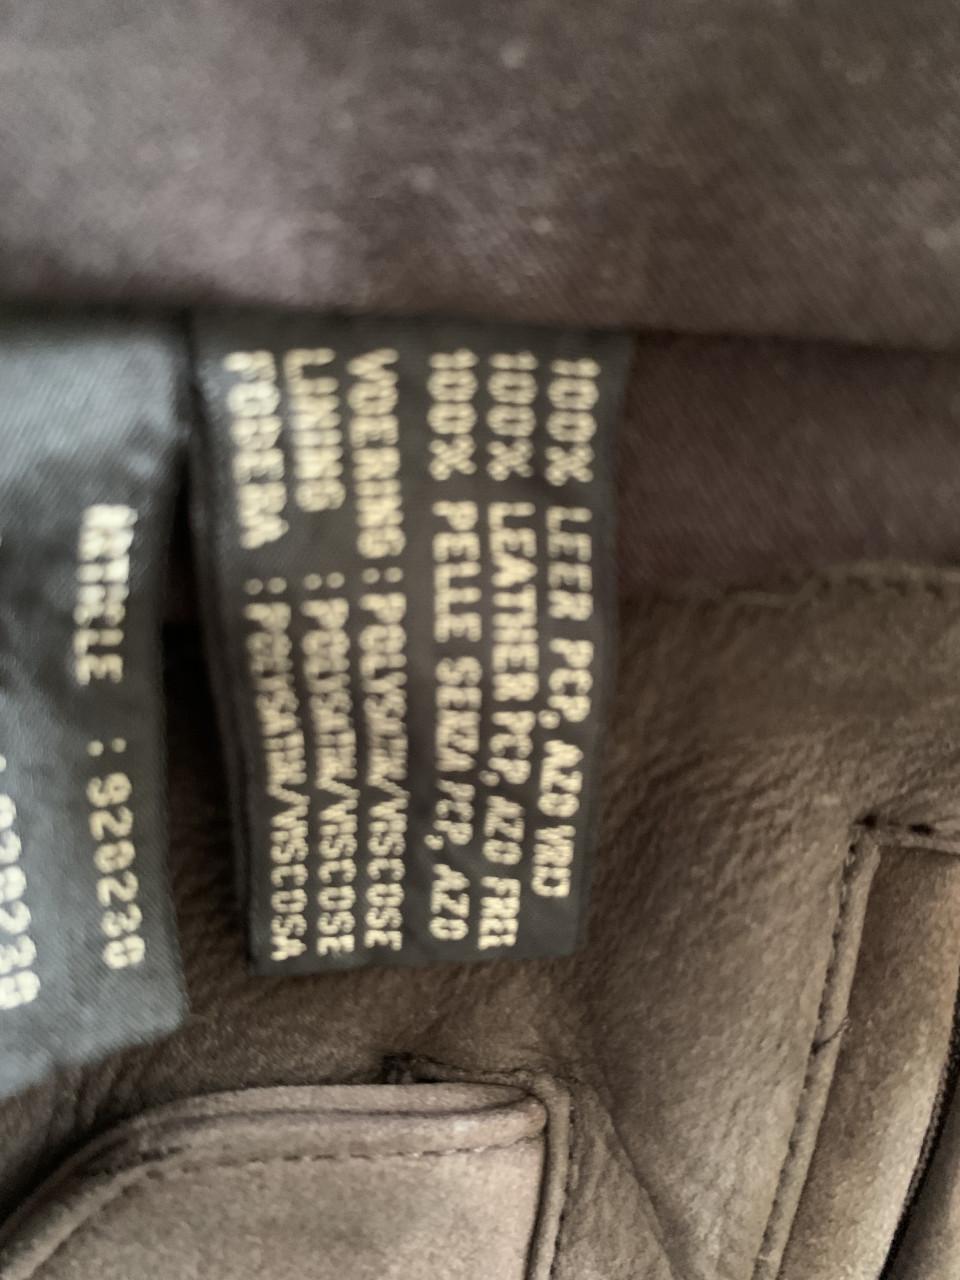 100% LEER PCP, AZO VRIJ
100% LEATHER PCP, AZO FREE
100% PELLE SENZA PCP, AZO
VOERING : POLYSATIN/VISCOSE
LINING : POLYSATIN/VISCOSE
FODERA : POLYSATIN/VISCOSA
: 920230